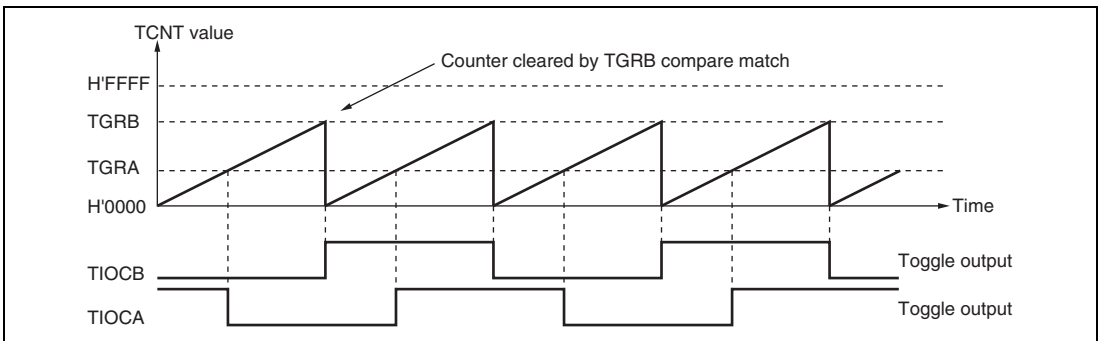 TCNT value
Counter cleared by TGRB compare match
H'FFFF
TGRB
TGRA
H'0000
Time
TIOCB
Toggle output
TIOCA
Toggle output